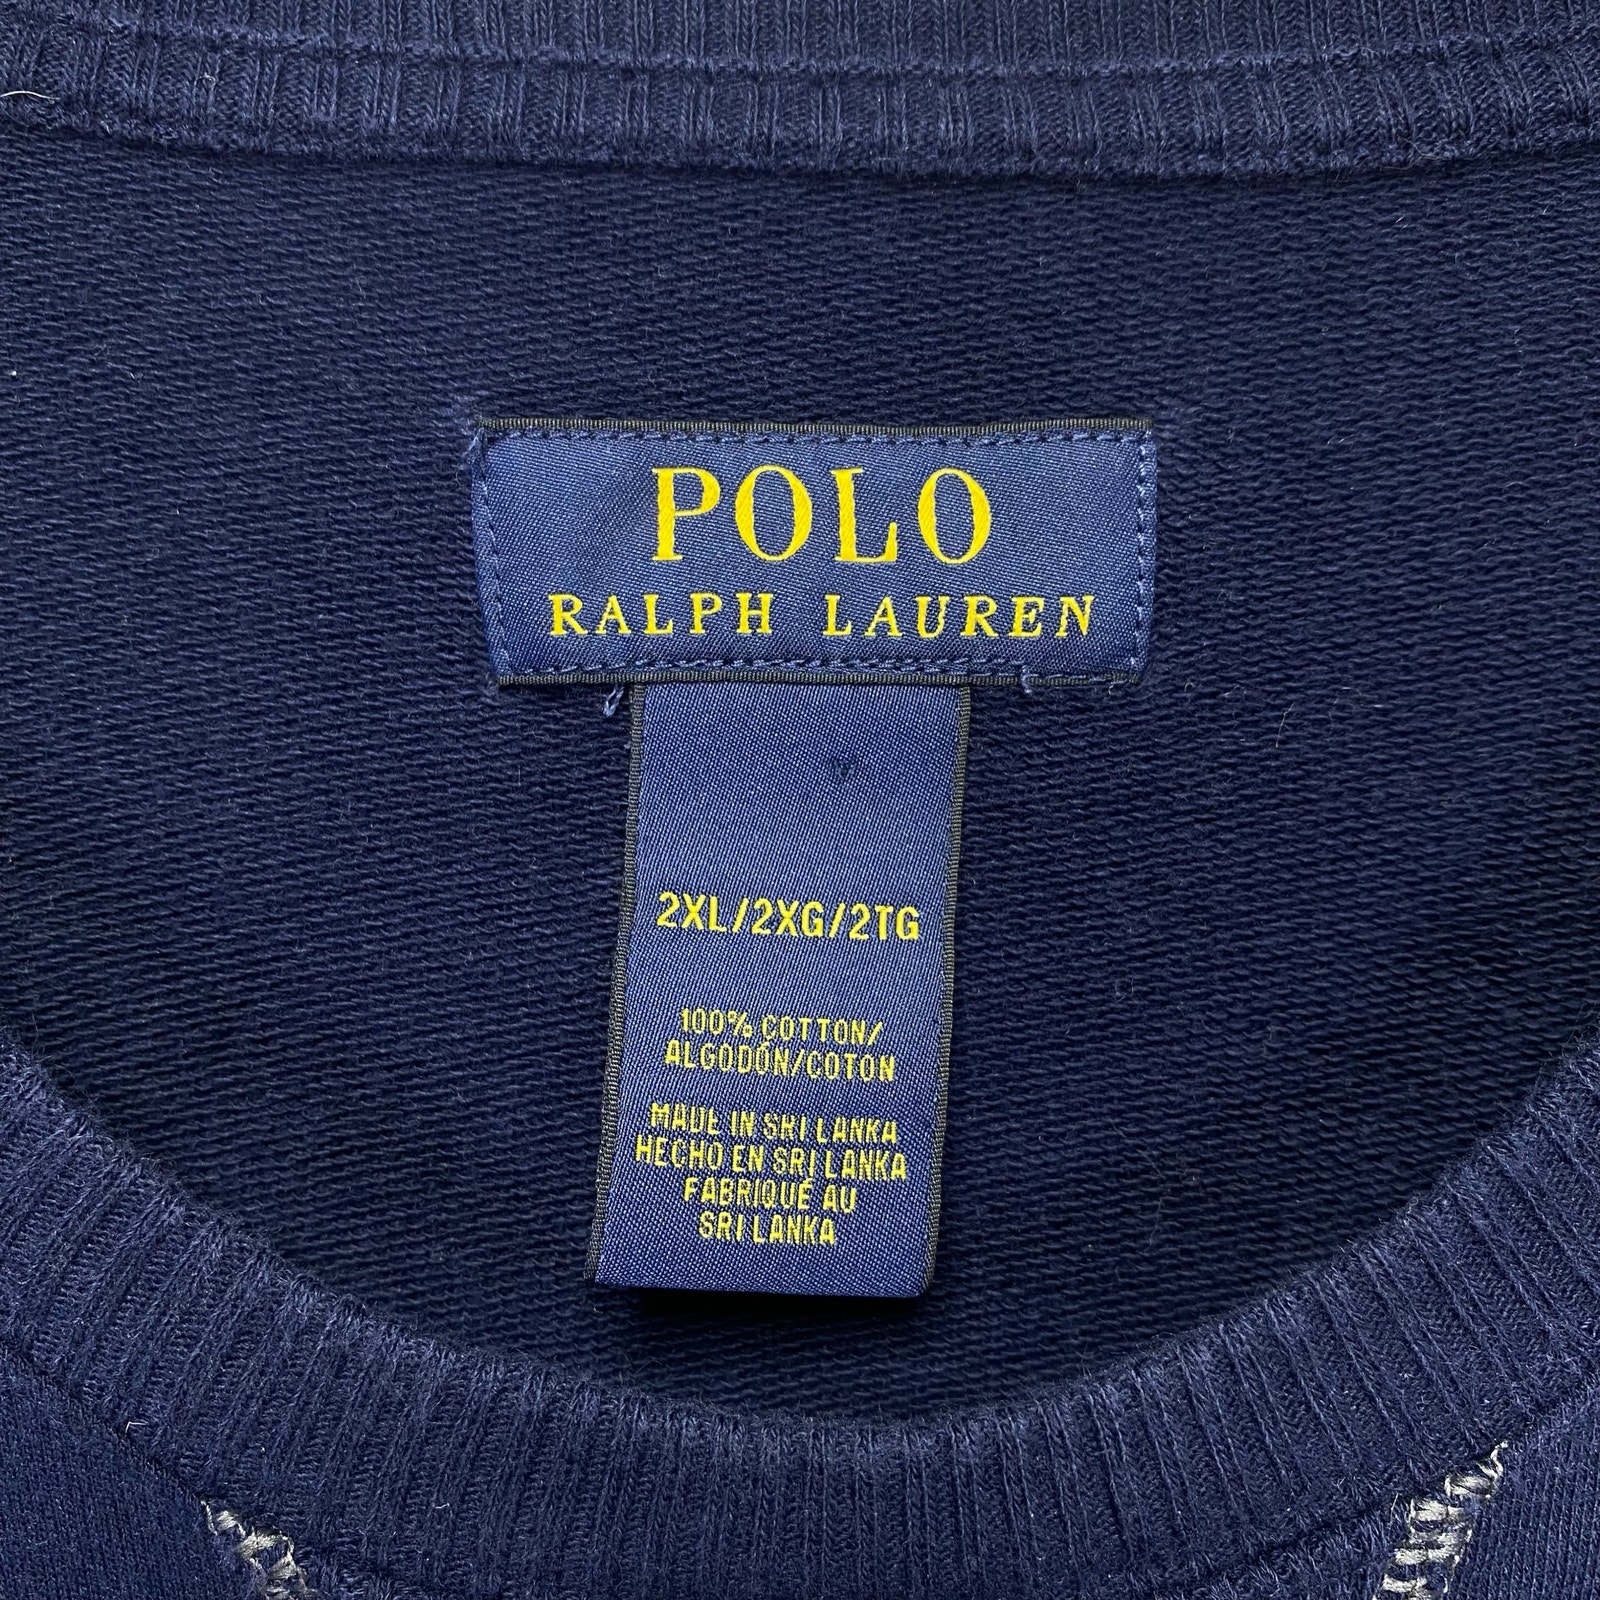 POLO
RALPH LAUREN
2XL/2XG/2TG
100% COTTON/
ALGODÓN/COTON
MADE IN SRI LANKA
HECHO EN SRI LANKA
FABRIQUÉ AU
SRI LANKA